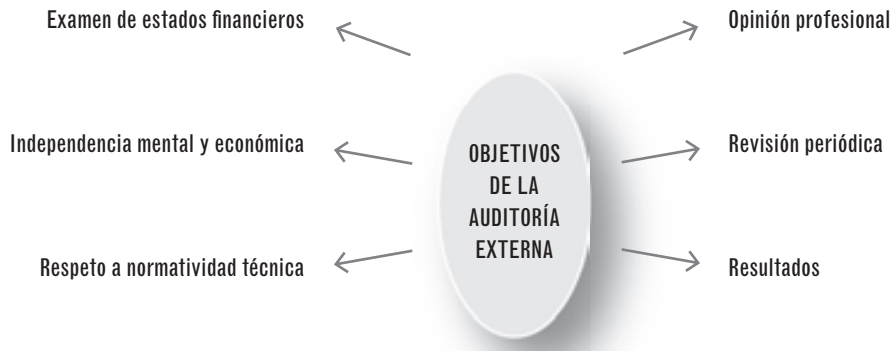 Examen de estados financieros
Opinión profesional
Independencia mental y económica
OBJETIVOS
DE LA
AUDITORÍA
EXTERNA
Revisión periódica
Respeto a normatividad técnica
Resultados